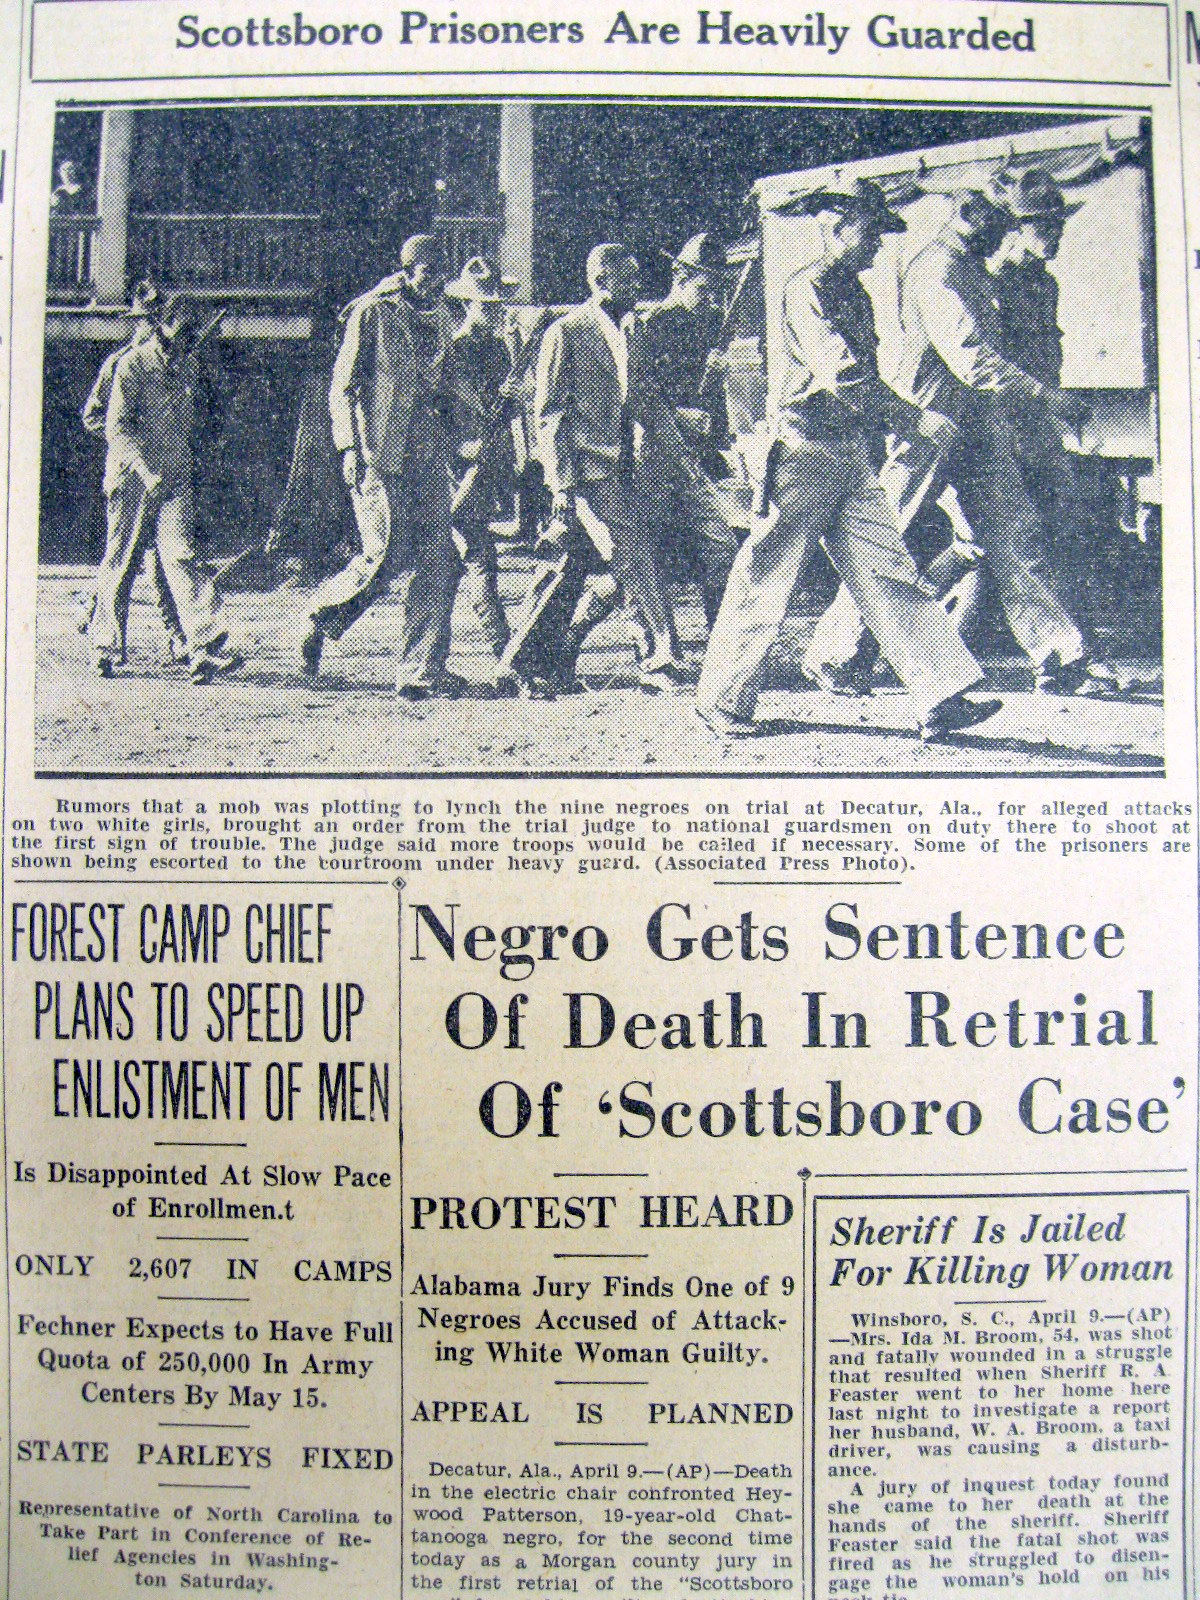 Scottsboro Prisoners Are Heavily Guarded
Rumors that a mob was plotting to lynch the nine negroes on trial at Decatur, Ala., for alleged attacks
on two white girls, brought an order from the trial judge to national guardsmen on duty there to shoot at
the first sign of trouble. The judge said more troops would be called if necessary. Some of the prisoners are
shown being escorted to the courtroom under heavy guard. (Associated Press Photo).
FOREST CAMP CHIEF
PLANS TO SPEED UP
ENLISTMENT OF MEN
Is Disappointed At Slow Pace
of Enrollmen.t
ONLY 2,607 IN CAMPS
Fechner Expects to Have Full
Quota of 250,000 In Army
Centers By May 15.
STATE PARLEYS FIXED
Representative of North Carolina to
Take Part in Conference of Re-
lief Agencies in Washing-
ton Saturday.
Negro Gets Sentence
Of Death In Retrial
Of 'Scottsboro Case'
PROTEST HEARD
Alabama Jury Finds One of 9
Negroes Accused of Attack-
ing White Woman Guilty.
APPEAL IS PLANNED
Decatur, Ala., April 9.—(AP)—Death
in the electric chair confronted Hey-
wood Patterson, 19-year-old Chat-
tanooga negro, for the second time
today as a Morgan county jury in
the first retrial of the "Scottsboro
Sheriff Is Jailed
For Killing Woman
Winsboro, S. C., April 9.—(AP)
—Mrs. Ida M. Broom, 54, was shot
and fatally wounded in a struggle
that resulted when Sheriff R. A
Feaster went to her home here
last night to investigate a report
her husband, W. A. Broom, a taxi
driver, was causing a disturb-
ance.
A jury of inquest today found
she came to her death at the
hands of the sheriff. Sheriff
Feaster said the fatal shot was
fired as he struggled to disen-
gage the woman's hold on his